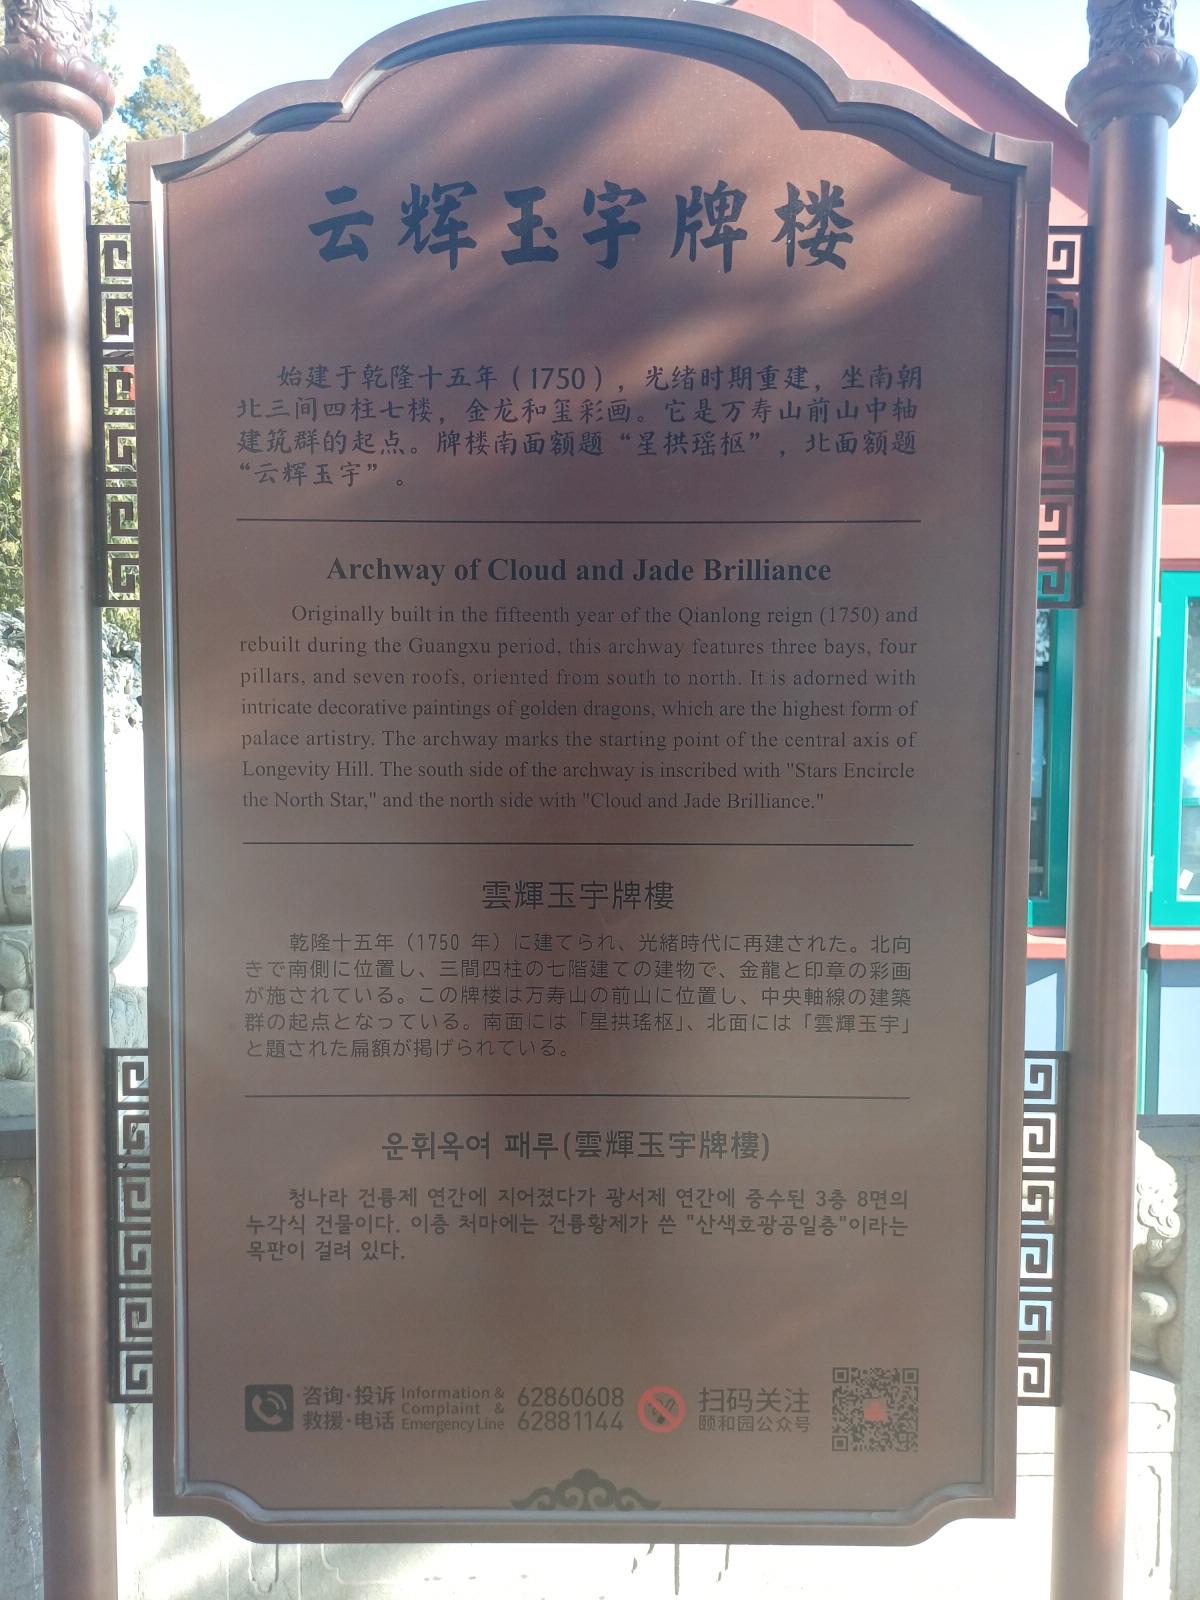 云辉玉宇牌楼
始建于乾隆十五年（1750），光绪时期重建，坐南朝
北三间四柱七楼，金龙和玺彩画。它是万寿山前山中轴
建筑群的起点。牌楼南面额题“星拱瑶枢”，北面额题
“云辉玉宇”。
Archway of Cloud and Jade Brilliance
Originally built in the fifteenth year of the Qianlong reign (1750) and
rebuilt during the Guangxu period, this archway features three bays, four
pillars, and seven roofs, oriented from south to north. It is adorned with
intricate decorative paintings of golden dragons, which are the highest form of
palace artistry. The archway marks the starting point of the central axis of
Longevity Hill. The south side of the archway is inscribed with "Stars Encircle
the North Star," and the north side with "Cloud and Jade Brilliance."
雲輝玉宇牌樓
乾隆十五年（1750 年）に建てられ、光緒時代に再建された。北向
きで南側に位置し、三間四柱の七階建ての建物で、金龍と印章の彩画
が施されている。この牌楼は万寿山の前山に位置し、中央軸線の建築
群の起点となっている。南面には「星拱瑤枢」、北面には「雲輝玉宇」
と題された扁額が掲げられている。
운휘옥여 패루(雲輝玉宇牌樓)
청나라 건륭제 연간에 지어졌다가 광서제 연간에 중수된 3층 8면의
누각식 건물이다. 이층 처마에는 건륭황제가 쓴 "산색호광공일층"이라는
목판이 걸려 있다.
咨询·投诉 Information & 62860608
Complaint &
救援·电话 Emergency Line 62881144
扫码关注
颐和园公众号